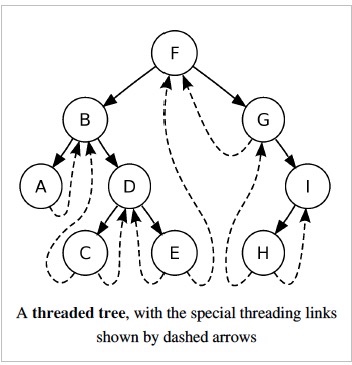 F
B G
A D I
C E H
A threaded tree, with the special threading links
shown by dashed arrows